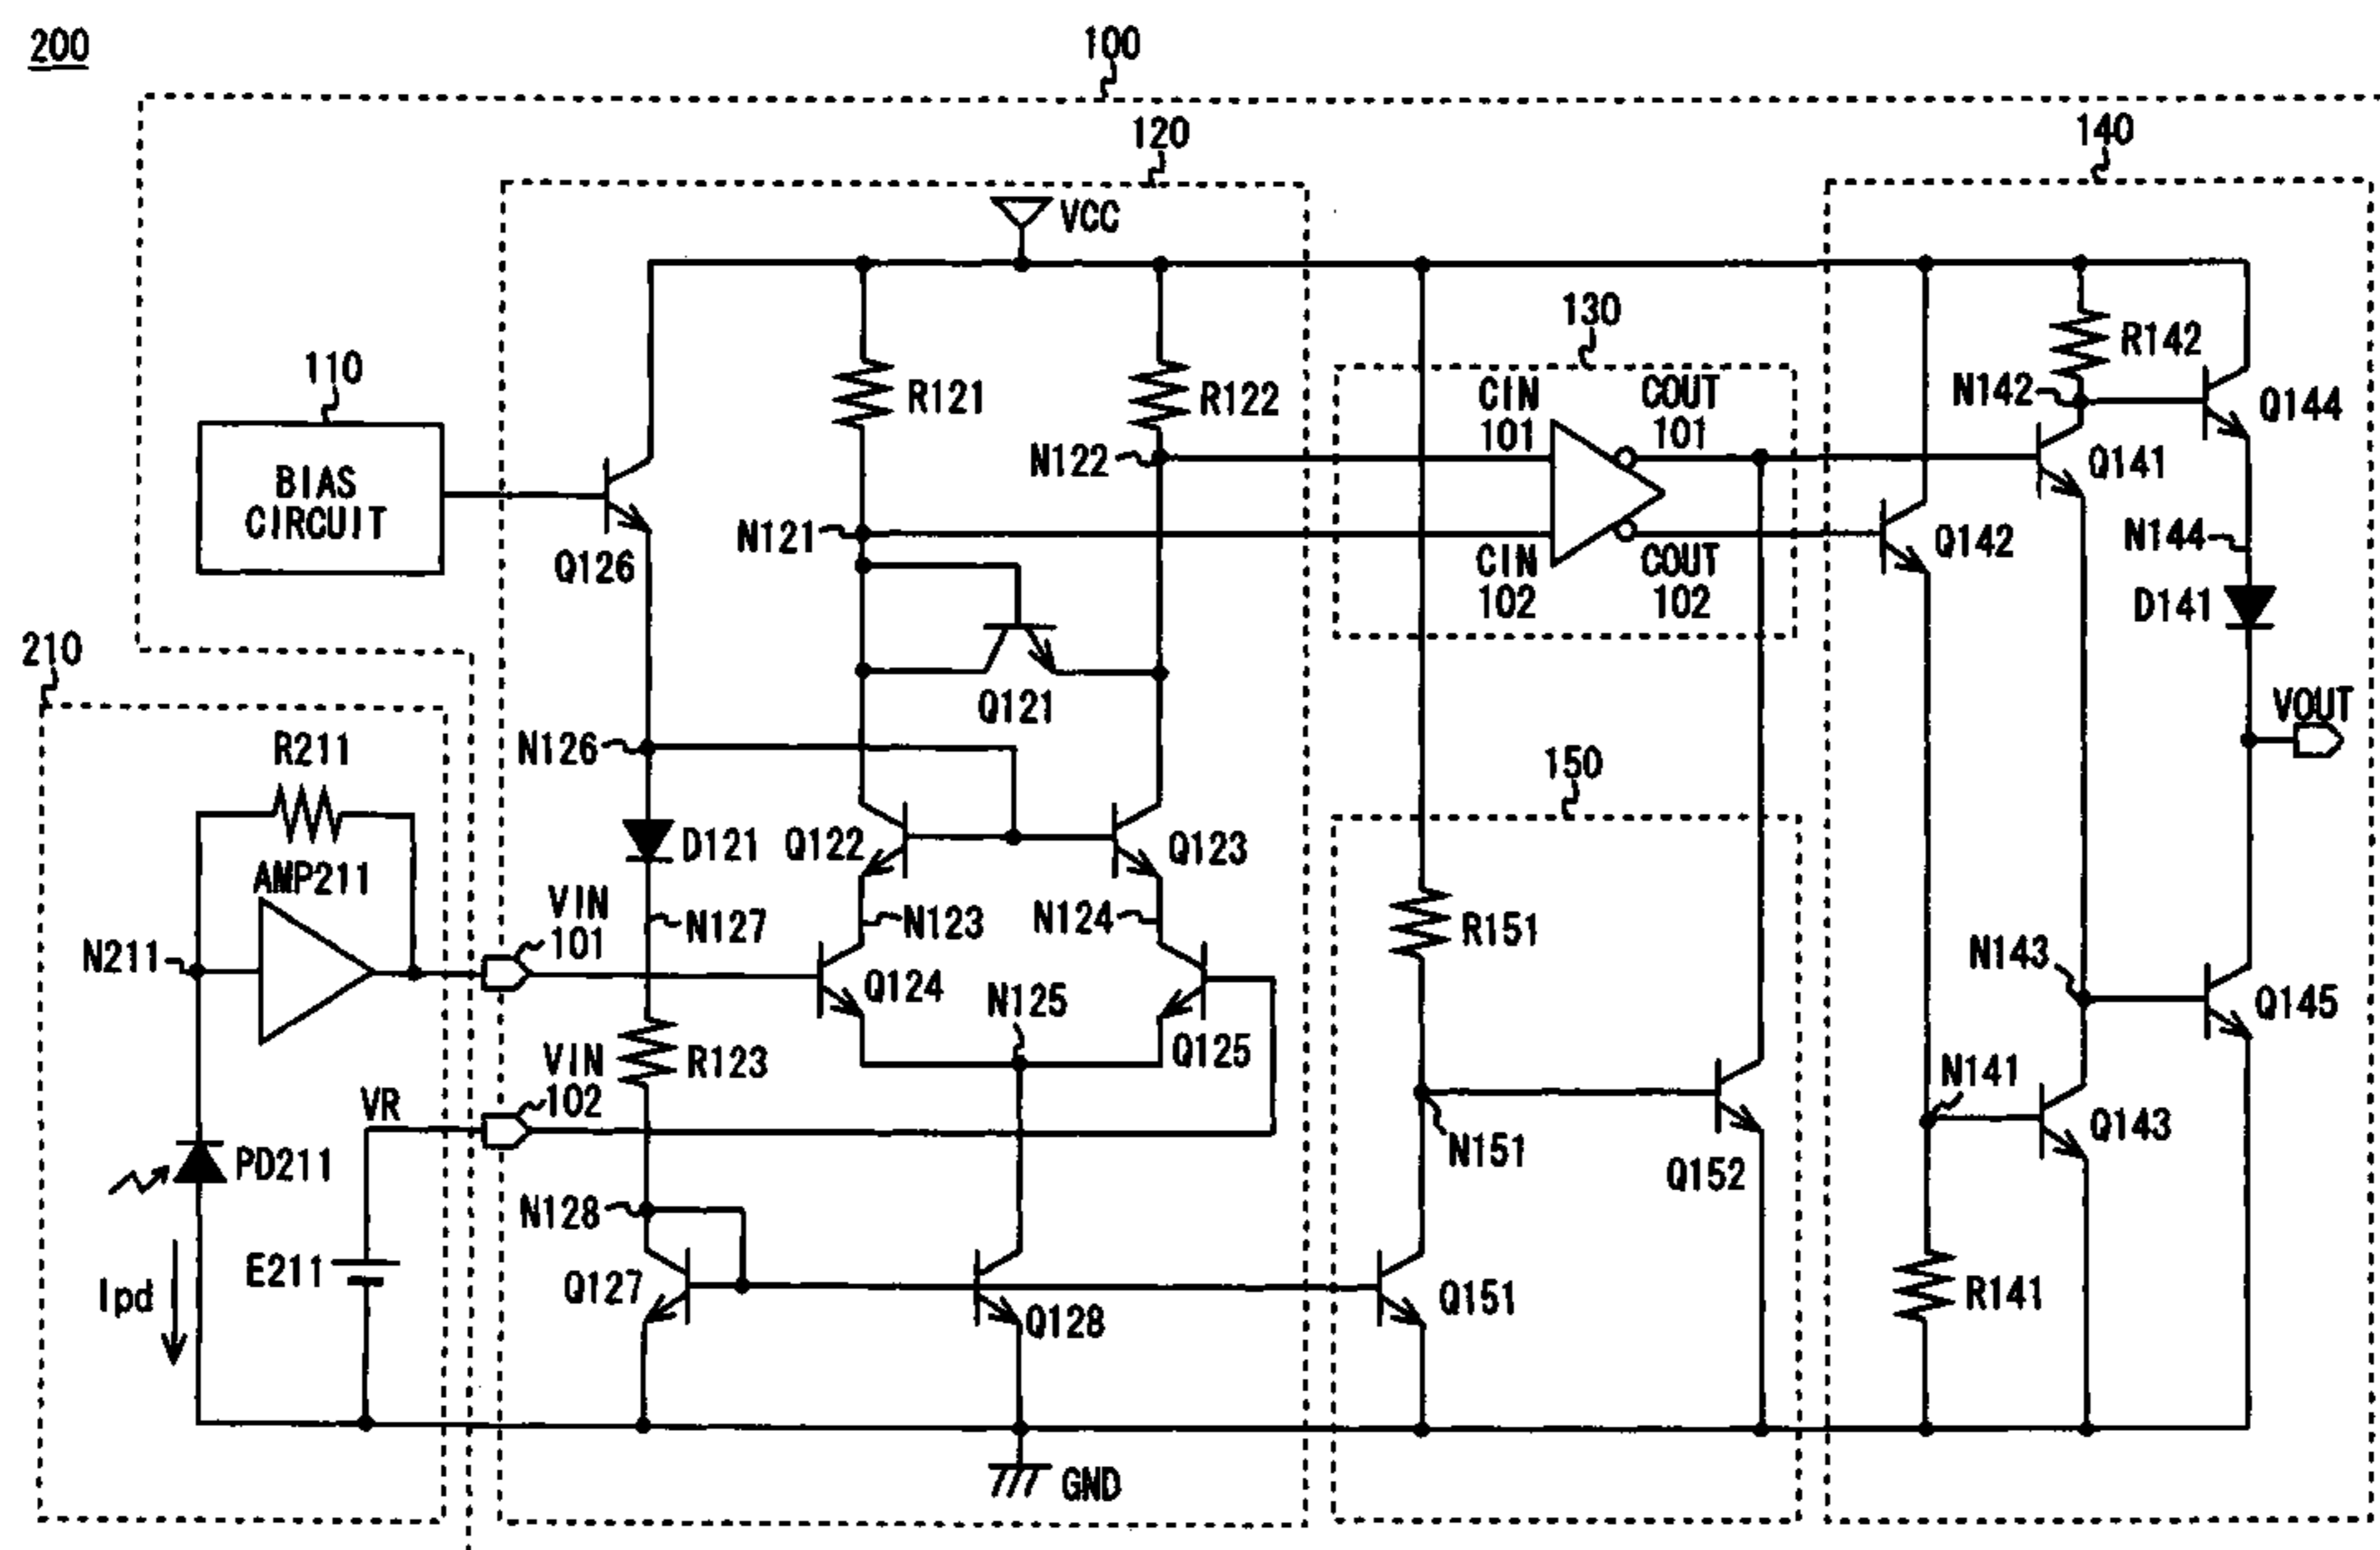 200
100
120
140
VCC
130
110
R121
R122
CIN
101
COUT
101
N142
R142
Q144
BIAS
CIRCUIT
N122
Q141
N121
Q126
CIN
102
COUT
102
Q142
N144
D141
210
Q121
VOUT
R211
N126
150
AMP211
D121
Q122
Q123
VIN
101
N127
N123
N124
R151
N211
Q124
N125
N143
Q145
Q125
VIN
102
R123
VR
N141
PD211
N151
Q152
Q143
N128
Ipd
E211
Q127
Q128
Q151
R141
GND